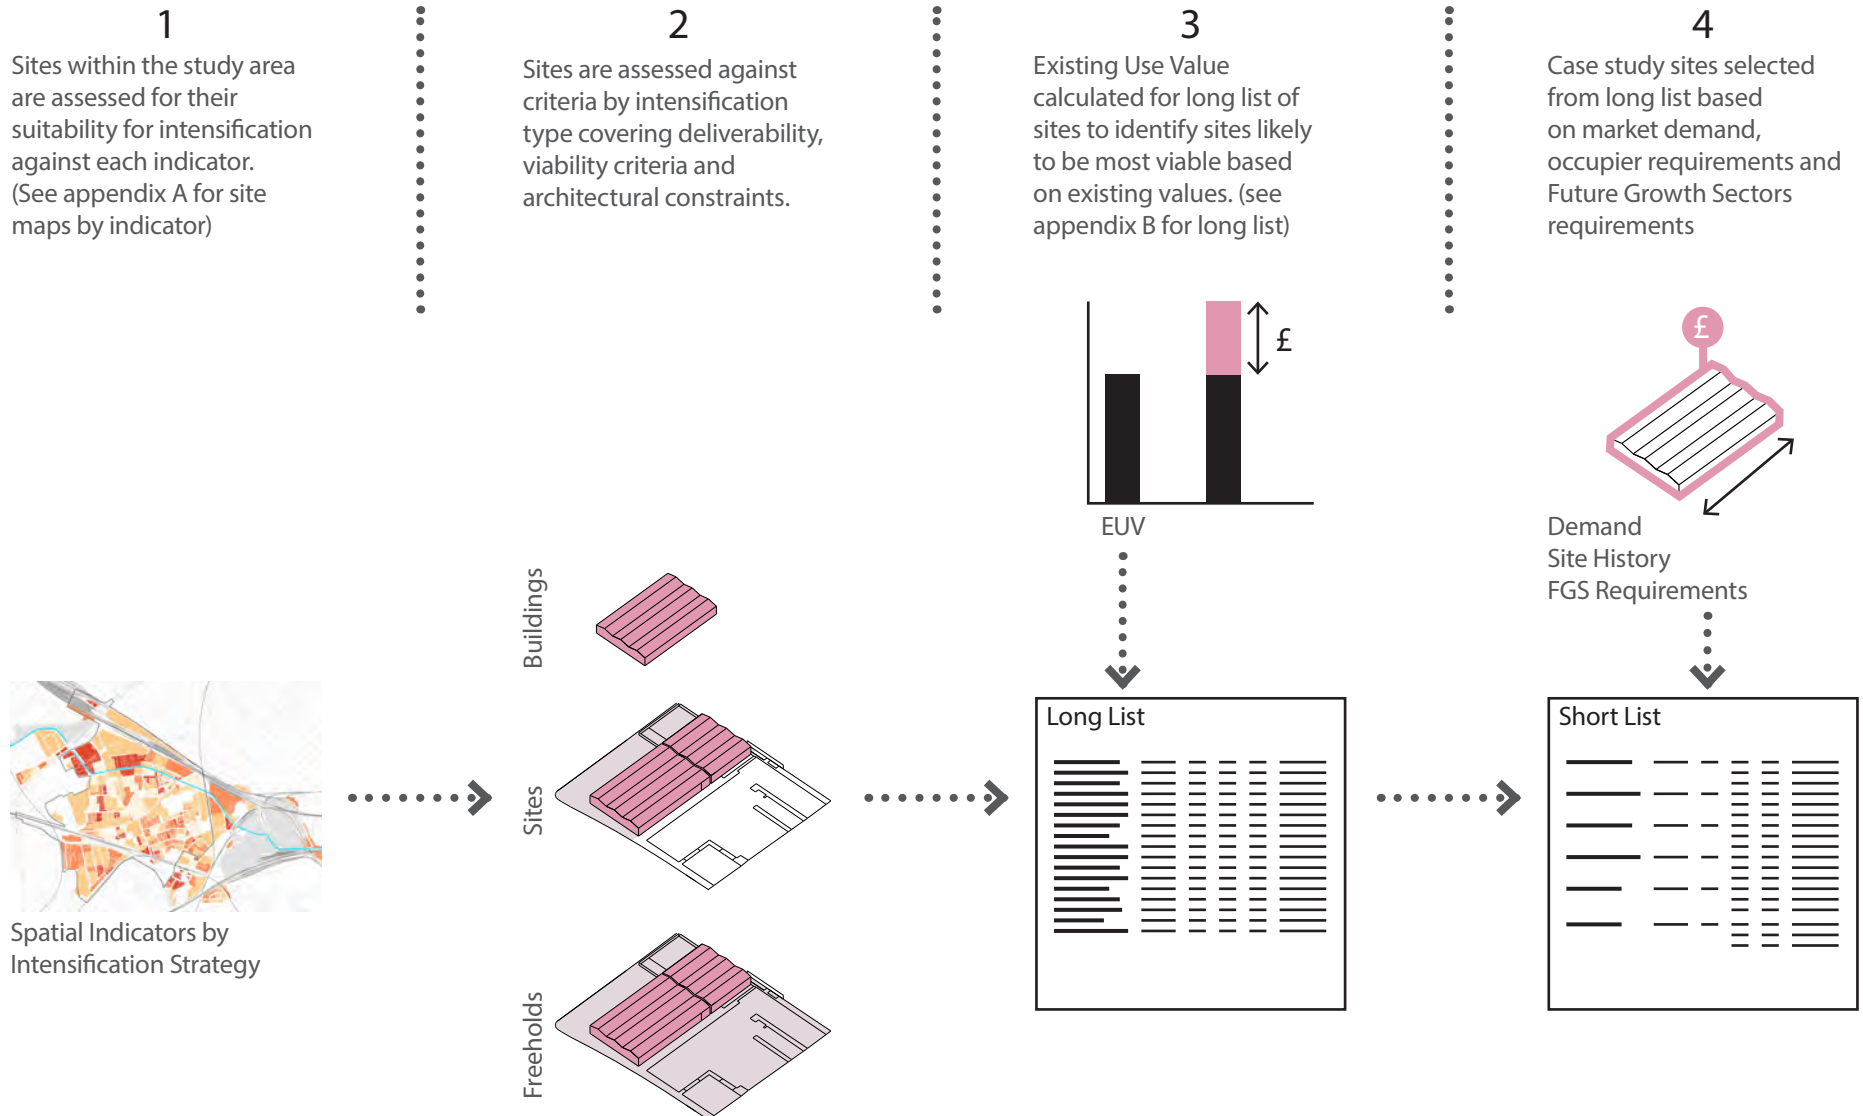 1
Sites within the study area
are assessed for their
suitability for intensification
against each indicator.
(See appendix A for site
maps by indicator)
Spatial Indicators by
Intensification Strategy
2
Sites are assessed against
criteria by intensification
type covering deliverability,
viability criteria and
architectural constraints.
Buildings
Sites
Freeholds
3
Existing Use Value
calculated for long list of
sites to identify sites likely
to be most viable based
on existing values. (see
appendix B for long list)
£
EUV
Long List
4
Case study sites selected
from long list based
on market demand,
occupier requirements and
Future Growth Sectors
requirements
£
Demand
Site History
FGS Requirements
Short List